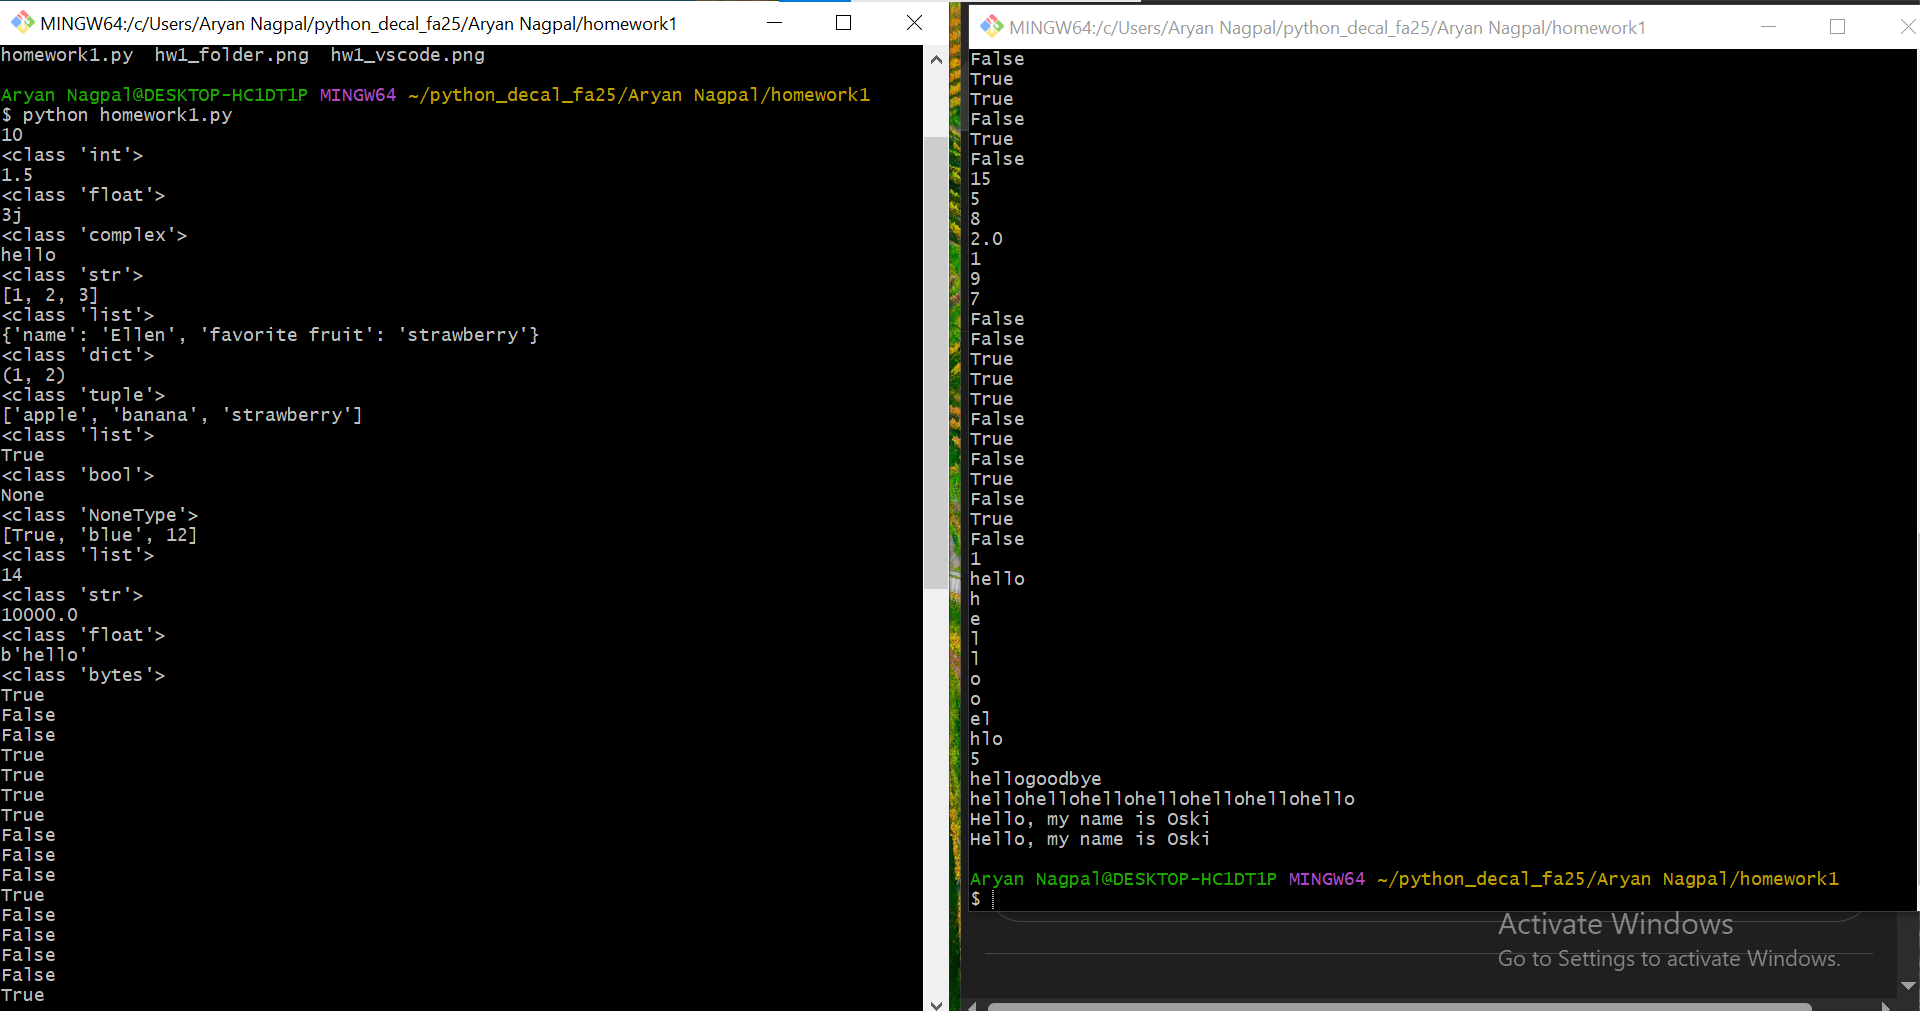 MINGW64:/c/Users/Aryan Nagpal/python_decal_fa25/Aryan Nagpal/homework1
homework1.py  hw1_folder.png  hw1_vscode.png
Aryan Nagpal@DESKTOP-HC1DT1P MINGW64 ~/python_decal_fa25/Aryan Nagpal/homework1
$ python homework1.py
10
<class 'int'>
1.5
<class 'float'>
3j
<class 'complex'>
hello
<class 'str'>
[1, 2, 3]
<class 'list'>
{'name': 'Ellen', 'favorite fruit': 'strawberry'}
<class 'dict'>
(1, 2)
<class 'tuple'>
['apple', 'banana', 'strawberry']
<class 'list'>
True
<class 'bool'>
None
<class 'NoneType'>
[True, 'blue', 12]
<class 'list'>
14
<class 'str'>
10000.0
<class 'float'>
b'hello'
<class 'bytes'>
True
False
False
True
True
True
True
False
False
False
True
False
False
False
False
True
MINGW64:/c/Users/Aryan Nagpal/python_decal_fa25/Aryan Nagpal/homework1
False
True
True
False
True
False
15
5
8
2.0
1
9
7
False
False
True
True
True
False
True
False
True
False
True
False
1
hello
h
e
l
l
o
o
el
hlo
5
hellogoodbye
hellohellohellohellohellohellohello
Hello, my name is Oski
Hello, my name is Oski
Aryan Nagpal@DESKTOP-HC1DT1P MINGW64 ~/python_decal_fa25/Aryan Nagpal/homework1
$
Activate Windows
Go to Settings to activate Windows.